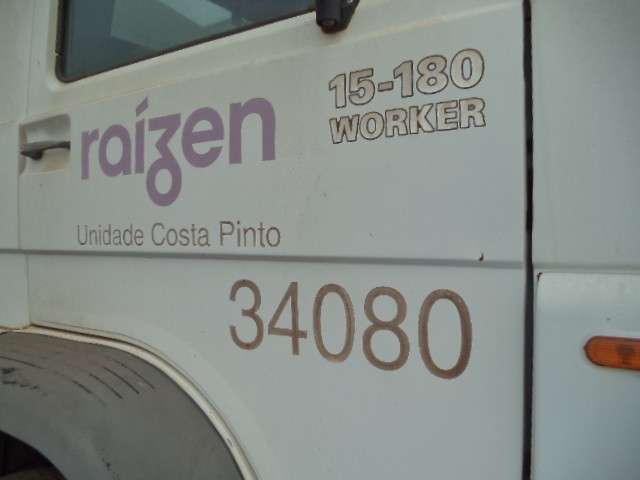 raízen
15-180
WORKER
Unidade Costa Pinto
34080